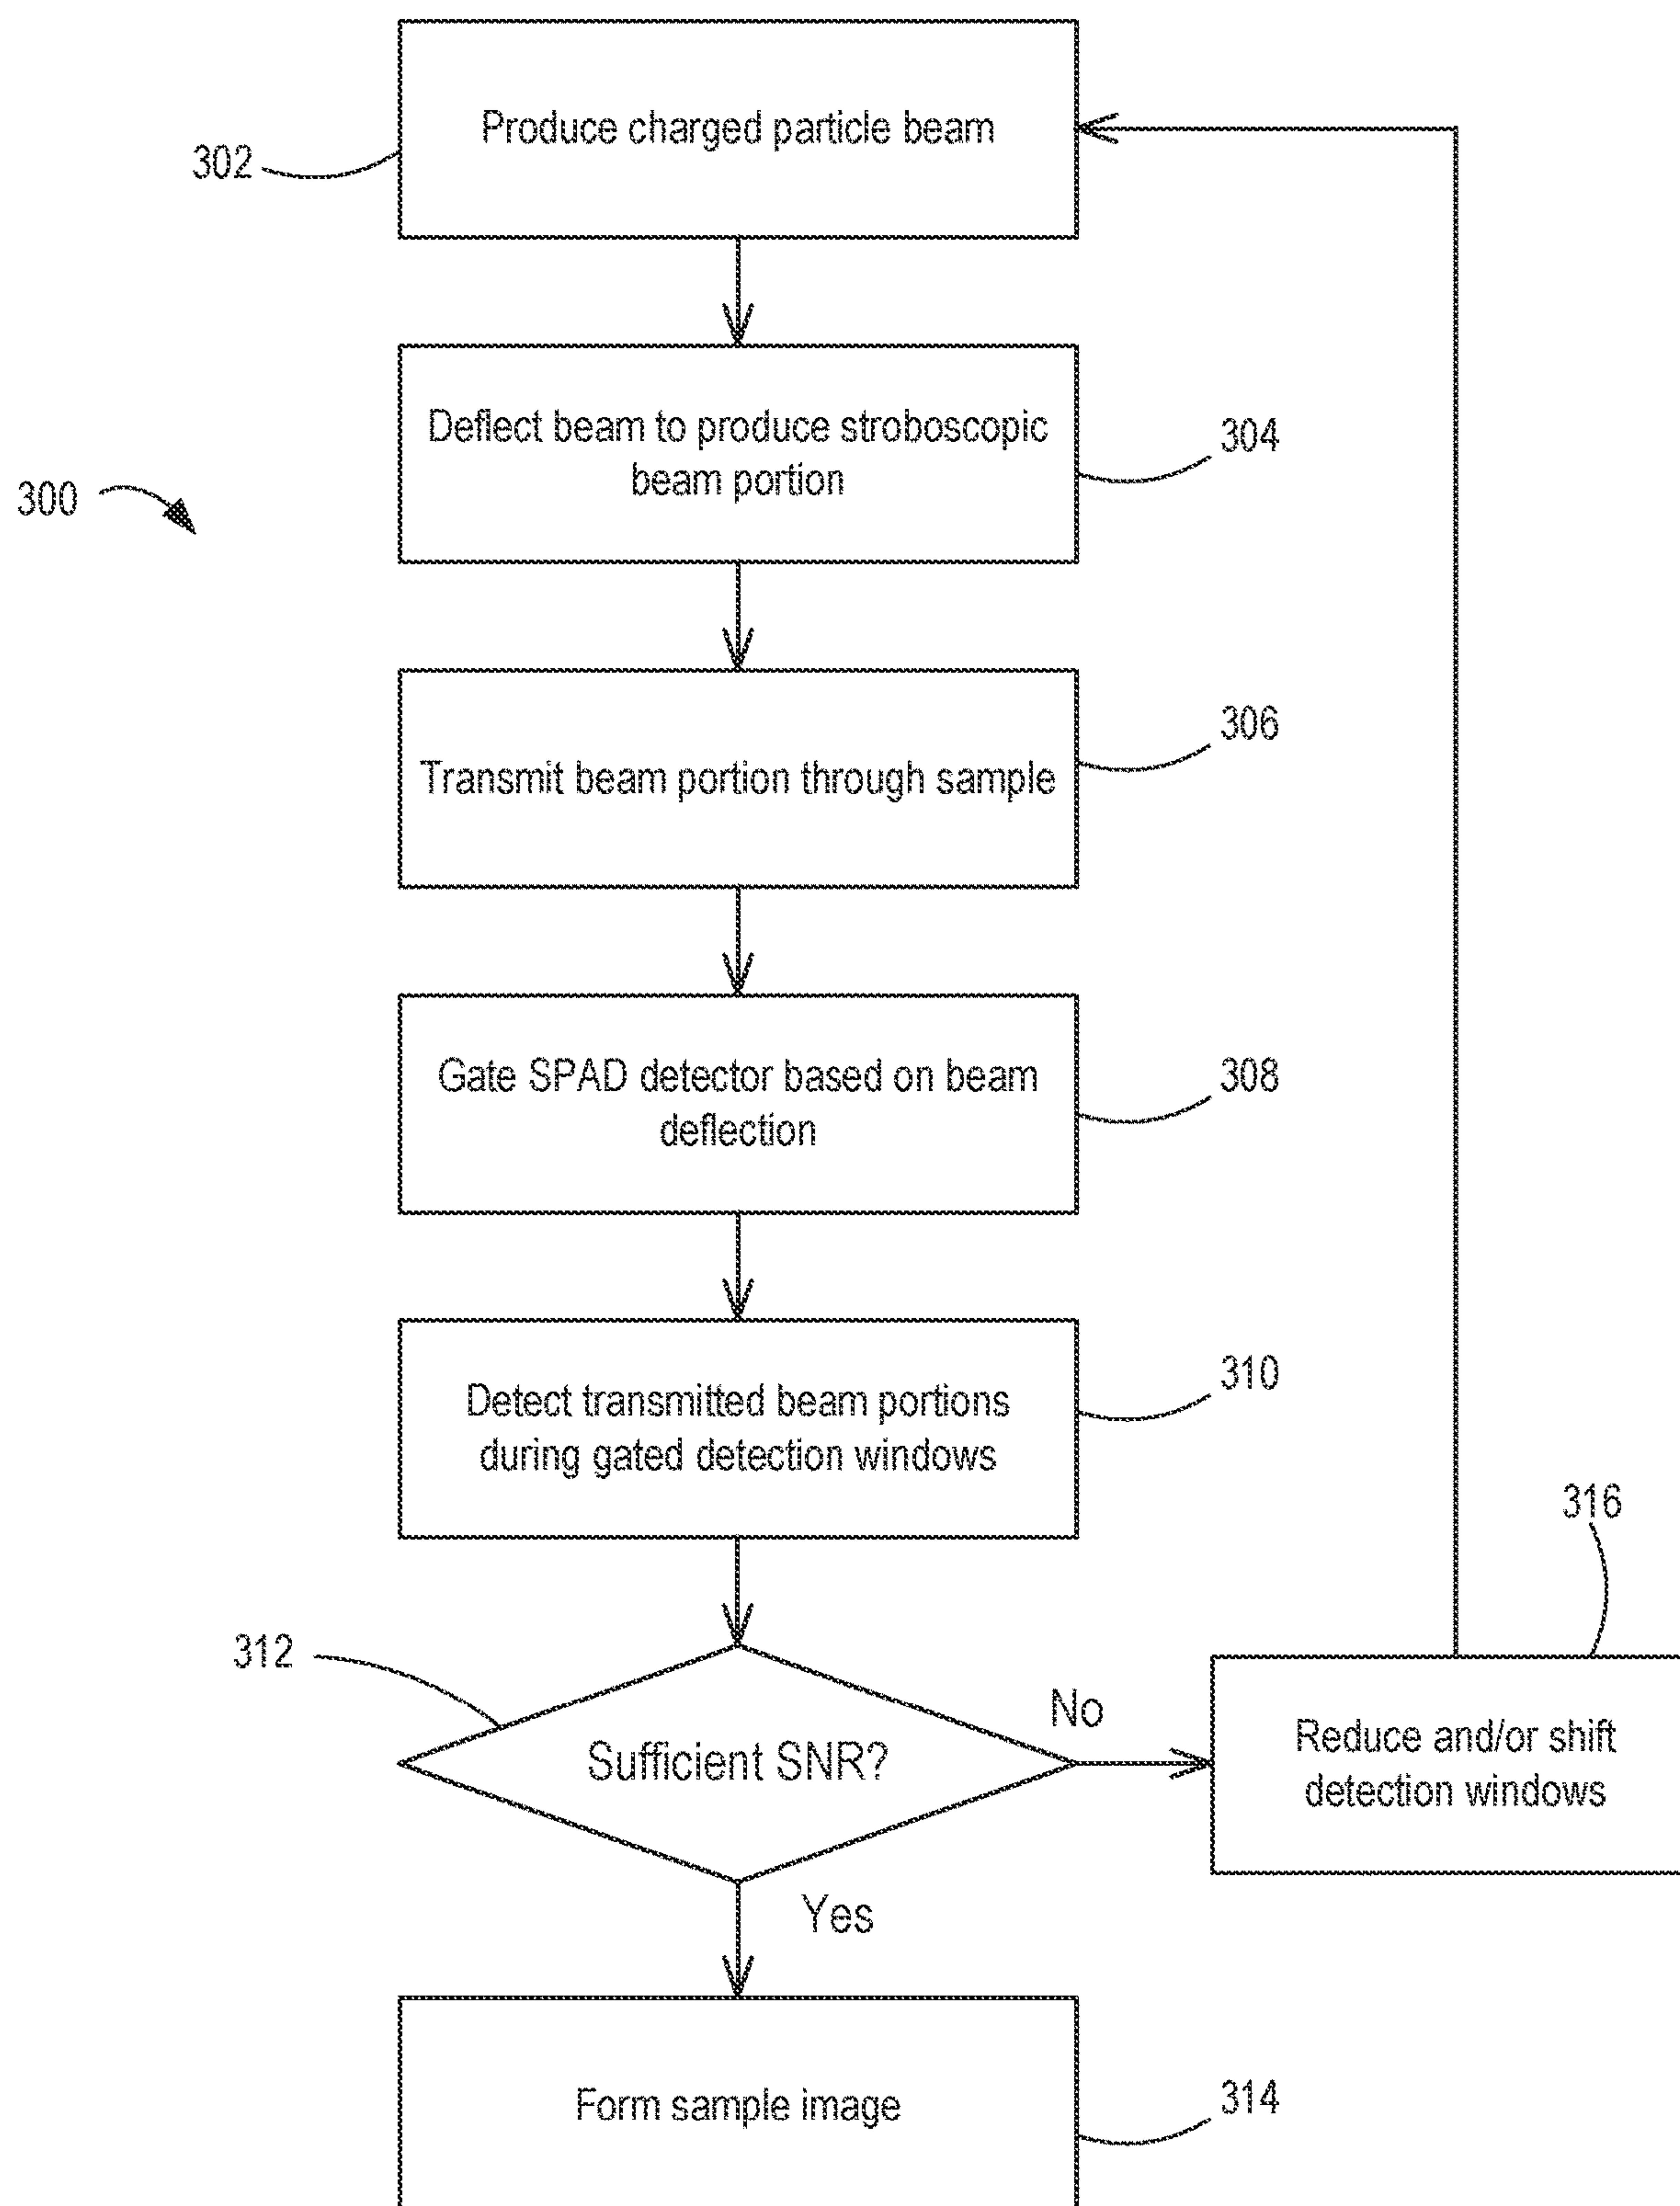 Produce charged particle beam
302
Deflect beam to produce stroboscopic
beam portion
304
300
Transmit beam portion through sample
306
Gate SPAD detector based on beam
deflection
308
Detect transmitted beam portions
during gated detection windows
310
312
Sufficient SNR?
No
316
Reduce and/or shift
detection windows
Yes
Form sample image
314